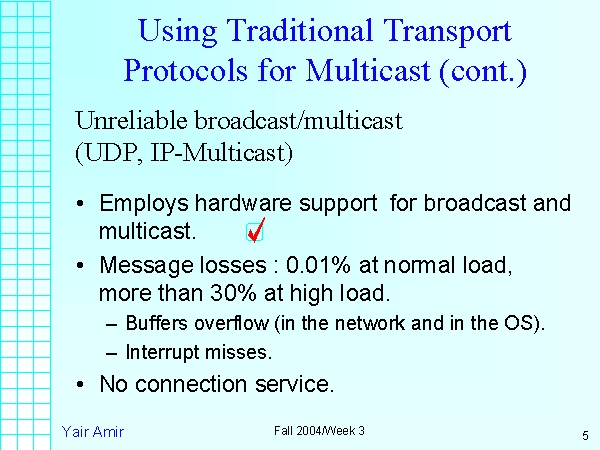 Using Traditional Transport
Protocols for Multicast (cont.)
Unreliable broadcast/multicast
(UDP, IP-Multicast)
• Employs hardware support for broadcast and
multicast.
• Message losses : 0.01% at normal load,
more than 30% at high load.
– Buffers overflow (in the network and in the OS).
– Interrupt misses.
• No connection service.
Yair Amir
Fall 2004/Week 3
5